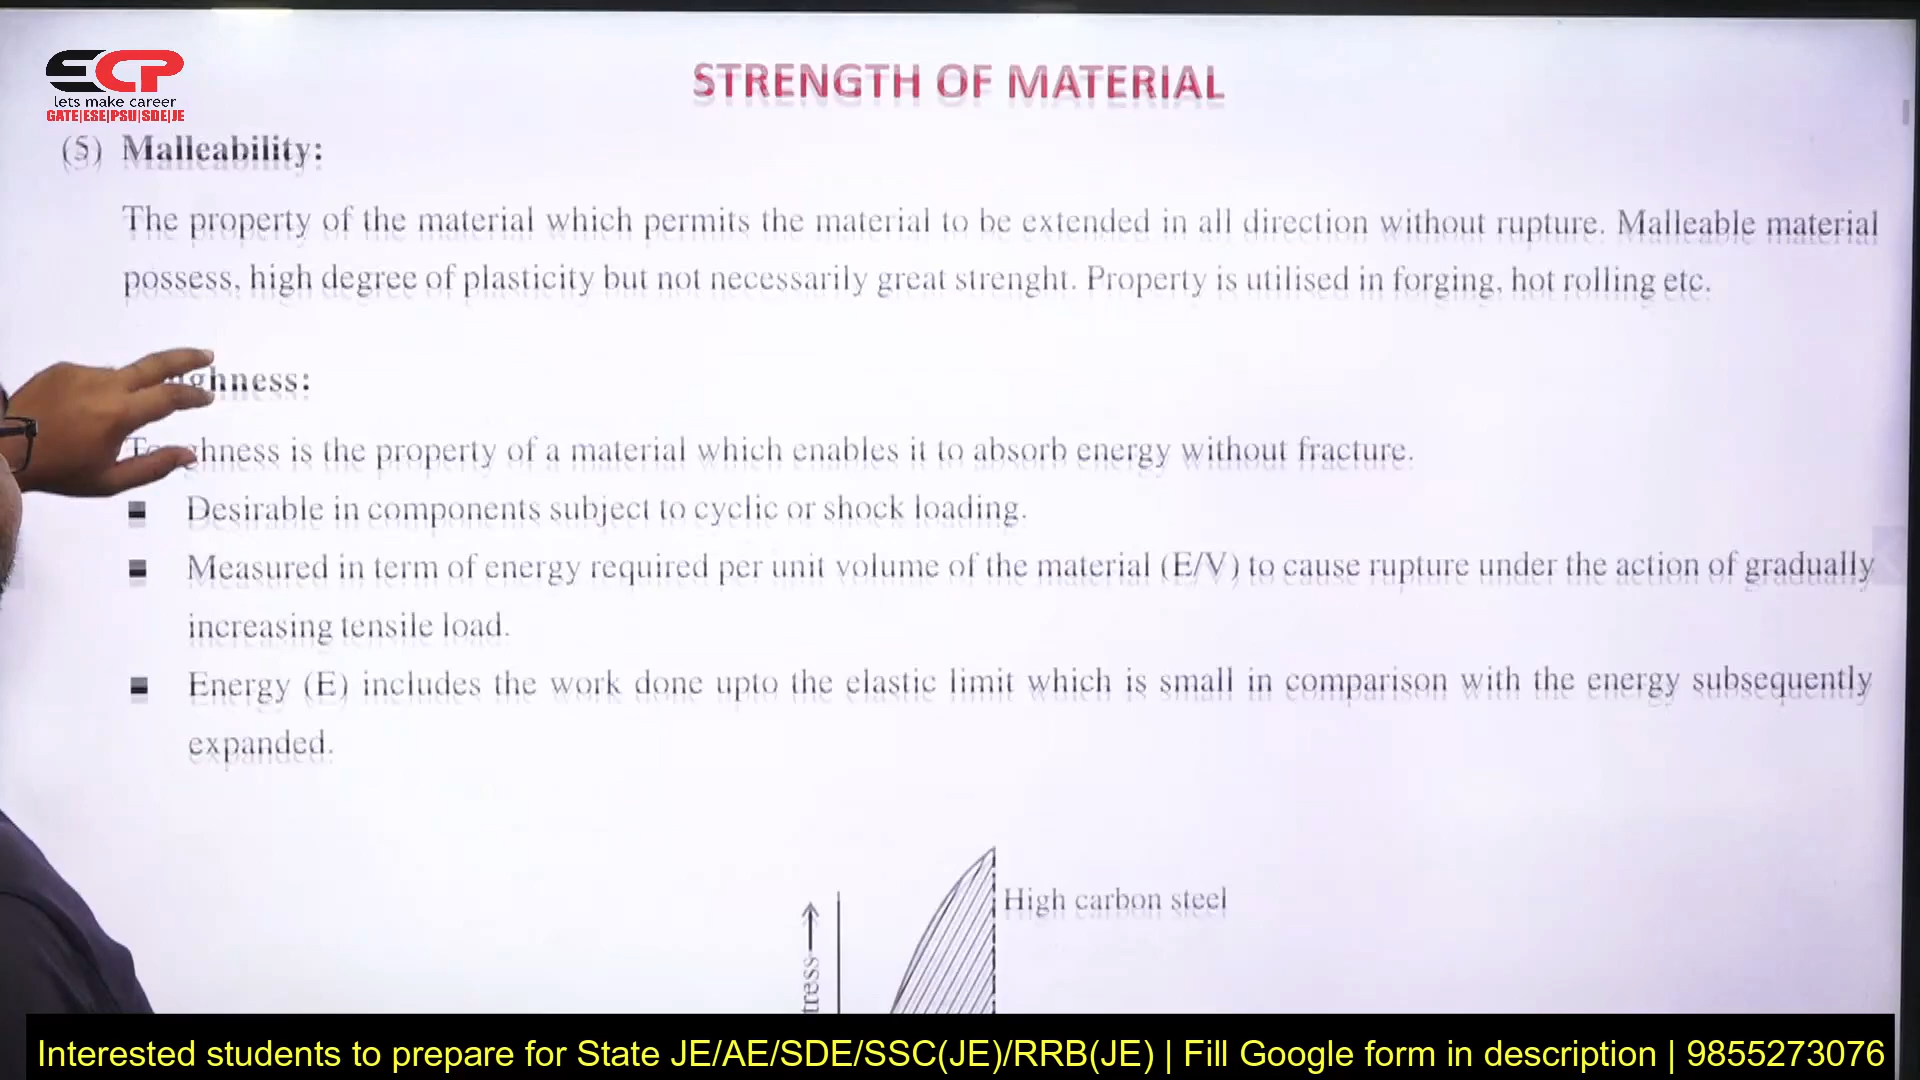 ECP
lets make career
GATE|ESE|PSU|SDE|JE
STRENGTH OF MATERIAL
(5) Malleability:
The property of the material which permits the material to be extended in all direction without rupture. Malleable material
possess, high degree of plasticity but not necessarily great strenght. Property is utilised in forging, hot rolling etc.
is the property of a material which enables it to absorb energy without fracture.
Desirable in components subject to cyclic or shock loading.
Measured in term of energy required per unit volume of the material (E/V) to cause rupture under the action of gradually
increasing tensile load.
Energy (E) includes the work done upto the elastic limit which is small in comparison with the energy subsequently
expanded.
High carbon steel
Interested students to prepare for State JE/AE/SDE/SSC(JE)/RRB(JE) | Fill Google form in description | 9855273076